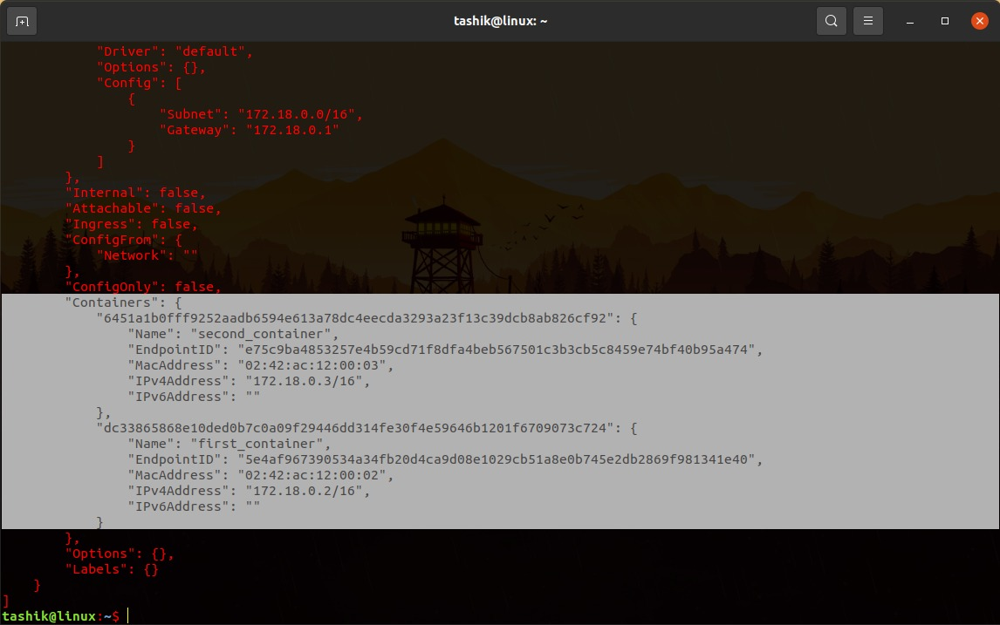 tashik@linux: ~
"Driver": "default",
"Options": {},
"Config": [
{
"Subnet": "172.18.0.0/16",
"Gateway": "172.18.0.1"
}
]
},
"Internal": false,
"Attachable": false,
"Ingress": false,
"ConfigFrom": {
"Network": ""
},
"ConfigOnly": false,
"Containers": {
"6451a1b0fff9252aadb6594e613a78dc4eecda3293a23f13c39dcb8ab826cf92": {
"Name": "second_container",
"EndpointID": "e75c9ba4853257e4b59cd71f8dfa4beb567501c3b3cb5c8459e74bf40b95a474",
"MacAddress": "02:42:ac:12:00:03",
"IPv4Address": "172.18.0.3/16",
"IPv6Address": ""
},
"dc33865868e10ded0b7c0a09f29446dd314fe30f4e59646b1201f6709073c724": {
"Name": "first_container",
"EndpointID": "5e4af967390534a34fb20d4ca9d08e1029cb51a8e0b745e2db2869f981341e40",
"MacAddress": "02:42:ac:12:00:02",
"IPv4Address": "172.18.0.2/16",
"IPv6Address": ""
}
},
"Options": {},
"Labels": {}
}
]
tashik@linux:~$